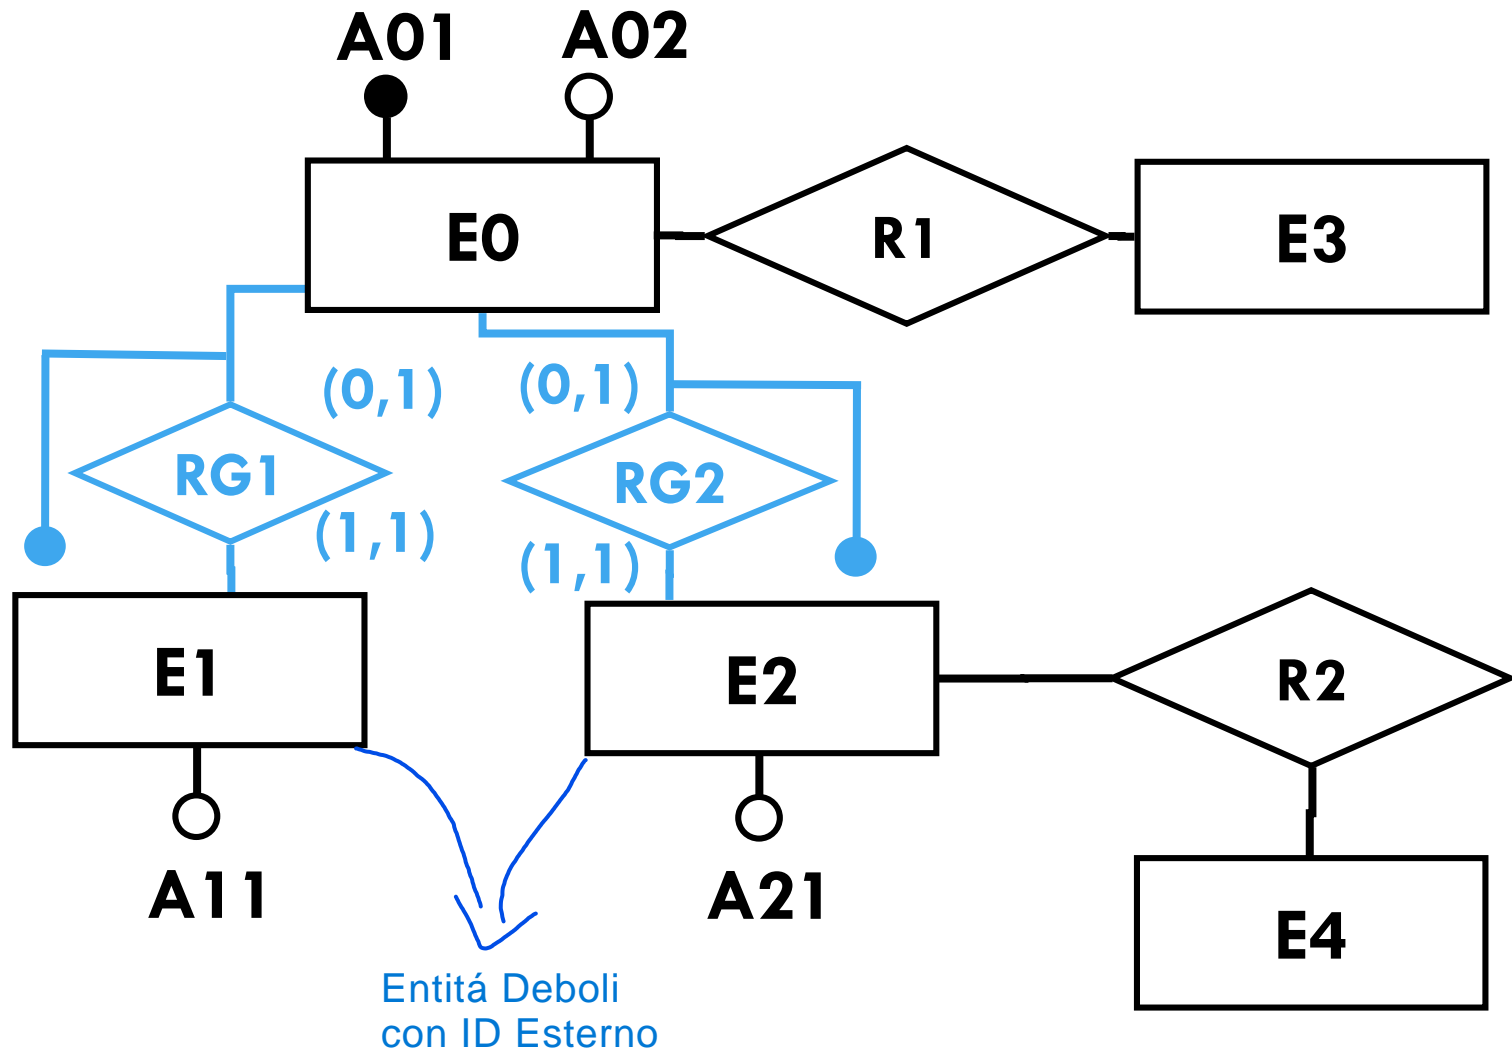 A01 A02
E0 R1 E3
(0,1) (0,1)
RG1 RG2
(1,1) (1,1)
E1 E2 R2
A11 A21
E4
Entitá Deboli
con ID Esterno